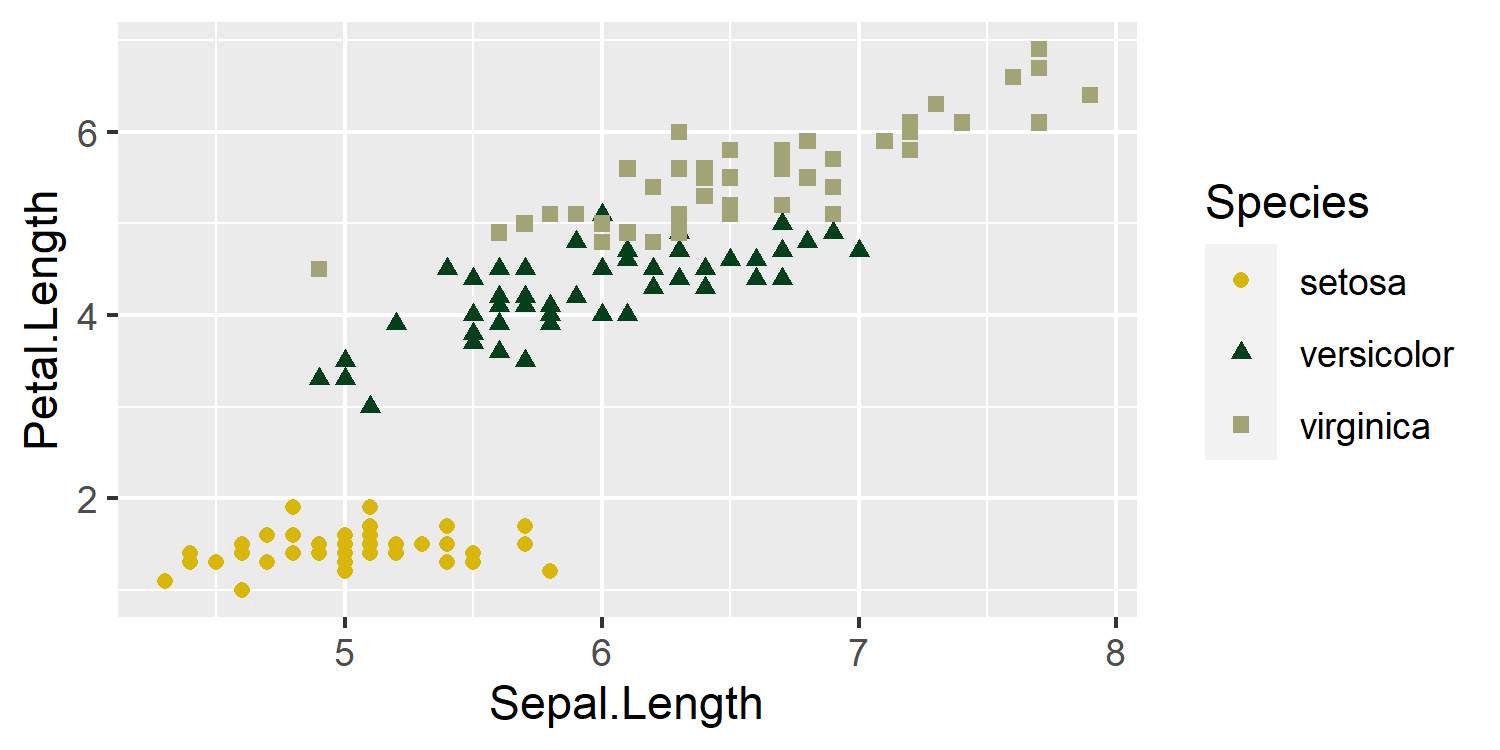 Petal.Length
6
4
2
5 6 7 8
Sepal.Length
Species
setosa
versicolor
virginica